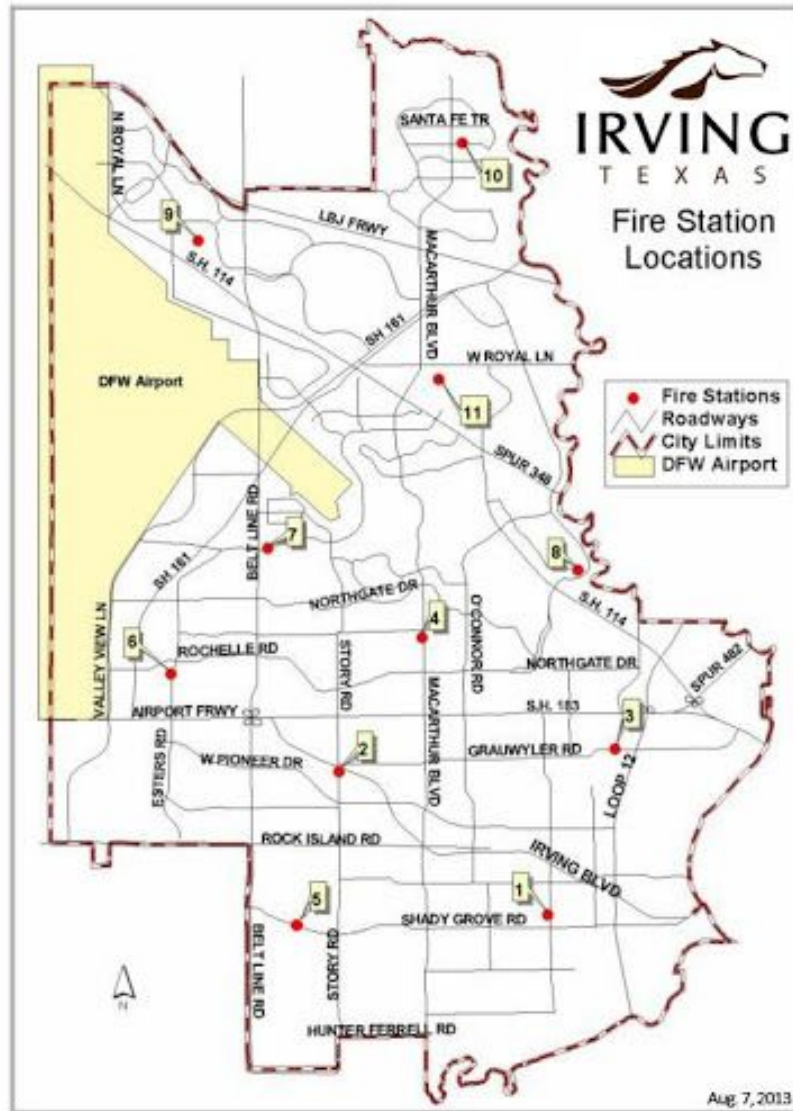 IRVING
TEXAS
Fire Station
Locations
Fire Stations
Roadways
City Limits
DFW Airport
SANTA FE TR
N ROYAL LN
10
9
LBJ FRWY
S.H. 114
MACARTHUR BLVD
SH 161
W ROYAL LN
DFW Airport
11
SPUR 348
BELT LINE RD
7
SH 161
8
NORTHGATE DR
S.H. 114
4
O'CONNOR RD
6
ROCHELLE RD
STORY RD
NORTHGATE DR
SPUR 482
VALLEY VIEW LN
MACARTHUR BLVD
AIRPORT FRWY
S.H. 183
3
2
GRAUWYLER RD
W PIONEER DR
ESTERS RD
LOOP 12
ROCK ISLAND RD
IRVING BLVD
5
1
SHADY GROVE RD
BELT LINE RD
STORY RD
N
HUNTER FERRELL RD
Aug. 7, 2013